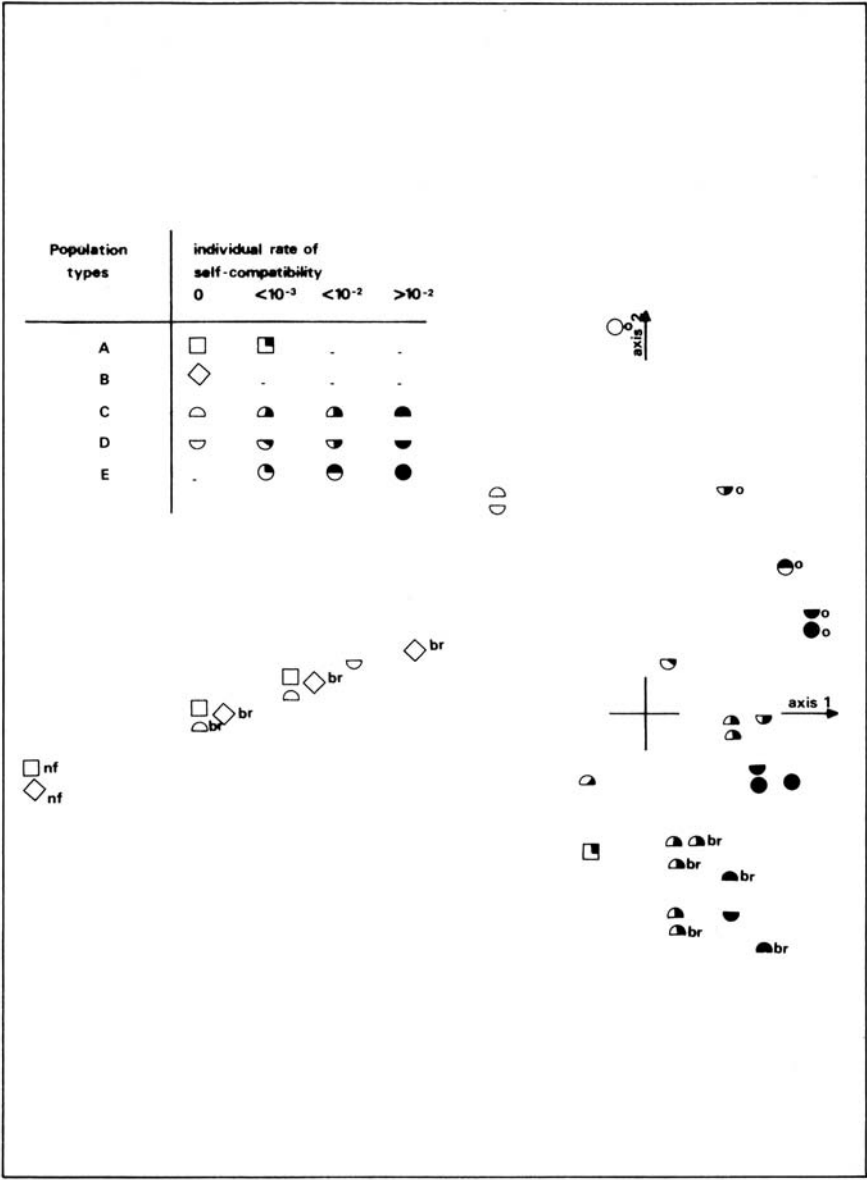 Population individual rate of
types self-compatibility
0 <10⁻³ <10⁻² >10⁻²
A - -
B - - -
C
D
E -
o
axis 2
o
o
o
o
br
br
br
br
axis 1
nf
nf
br
br
br
br
br